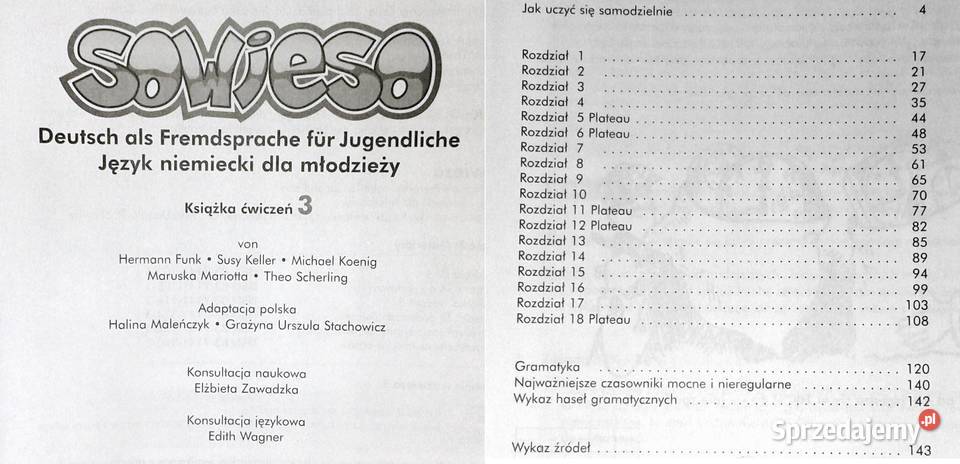 sowieso
Deutsch als Fremdsprache für Jugendliche
Język niemiecki dla młodzieży
Książka ćwiczeń 3
von
Hermann Funk • Susy Keller • Michael Koenig
Maruska Mariotta • Theo Scherling
Adaptacja polska
Halina Maleńczyk • Grażyna Urszula Stachowicz
Konsultacja naukowa
Elżbieta Zawadzka
Konsultacja językowa
Edith Wagner
Jak uczyć się samodzielnie 4
Rozdział 1 17
Rozdział 2 21
Rozdział 3 27
Rozdział 4 35
Rozdział 5 Plateau 44
Rozdział 6 Plateau 48
Rozdział 7 53
Rozdział 8 61
Rozdział 9 65
Rozdział 10 70
Rozdział 11 Plateau 77
Rozdział 12 Plateau 82
Rozdział 13 85
Rozdział 14 89
Rozdział 15 94
Rozdział 16 99
Rozdział 17 103
Rozdział 18 Plateau 108
Gramatyka 120
Najważniejsze czasowniki mocne i nieregularne 140
Wykaz haseł gramatycznych 142
Wykaz źródeł 143
Sprzedajemy.pl